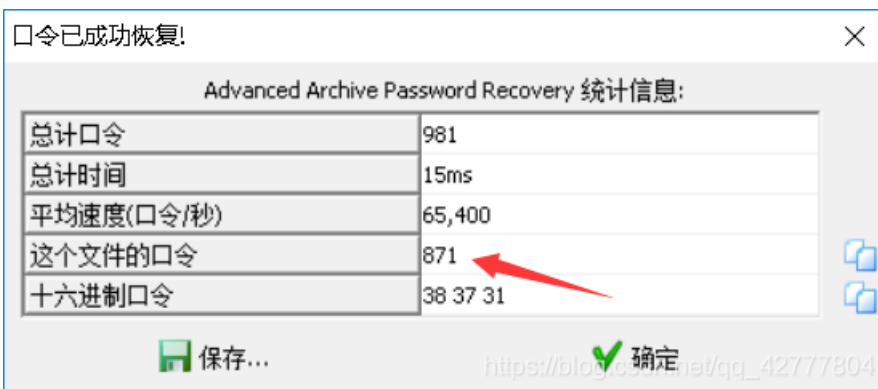 口令已成功恢复!
Advanced Archive Password Recovery 统计信息:
总计口令 981
总计时间 15ms
平均速度(口令/秒) 65,400
这个文件的口令 871
十六进制口令 38 37 31
保存... 确定
https://blog.csdn.net/qq_42777804